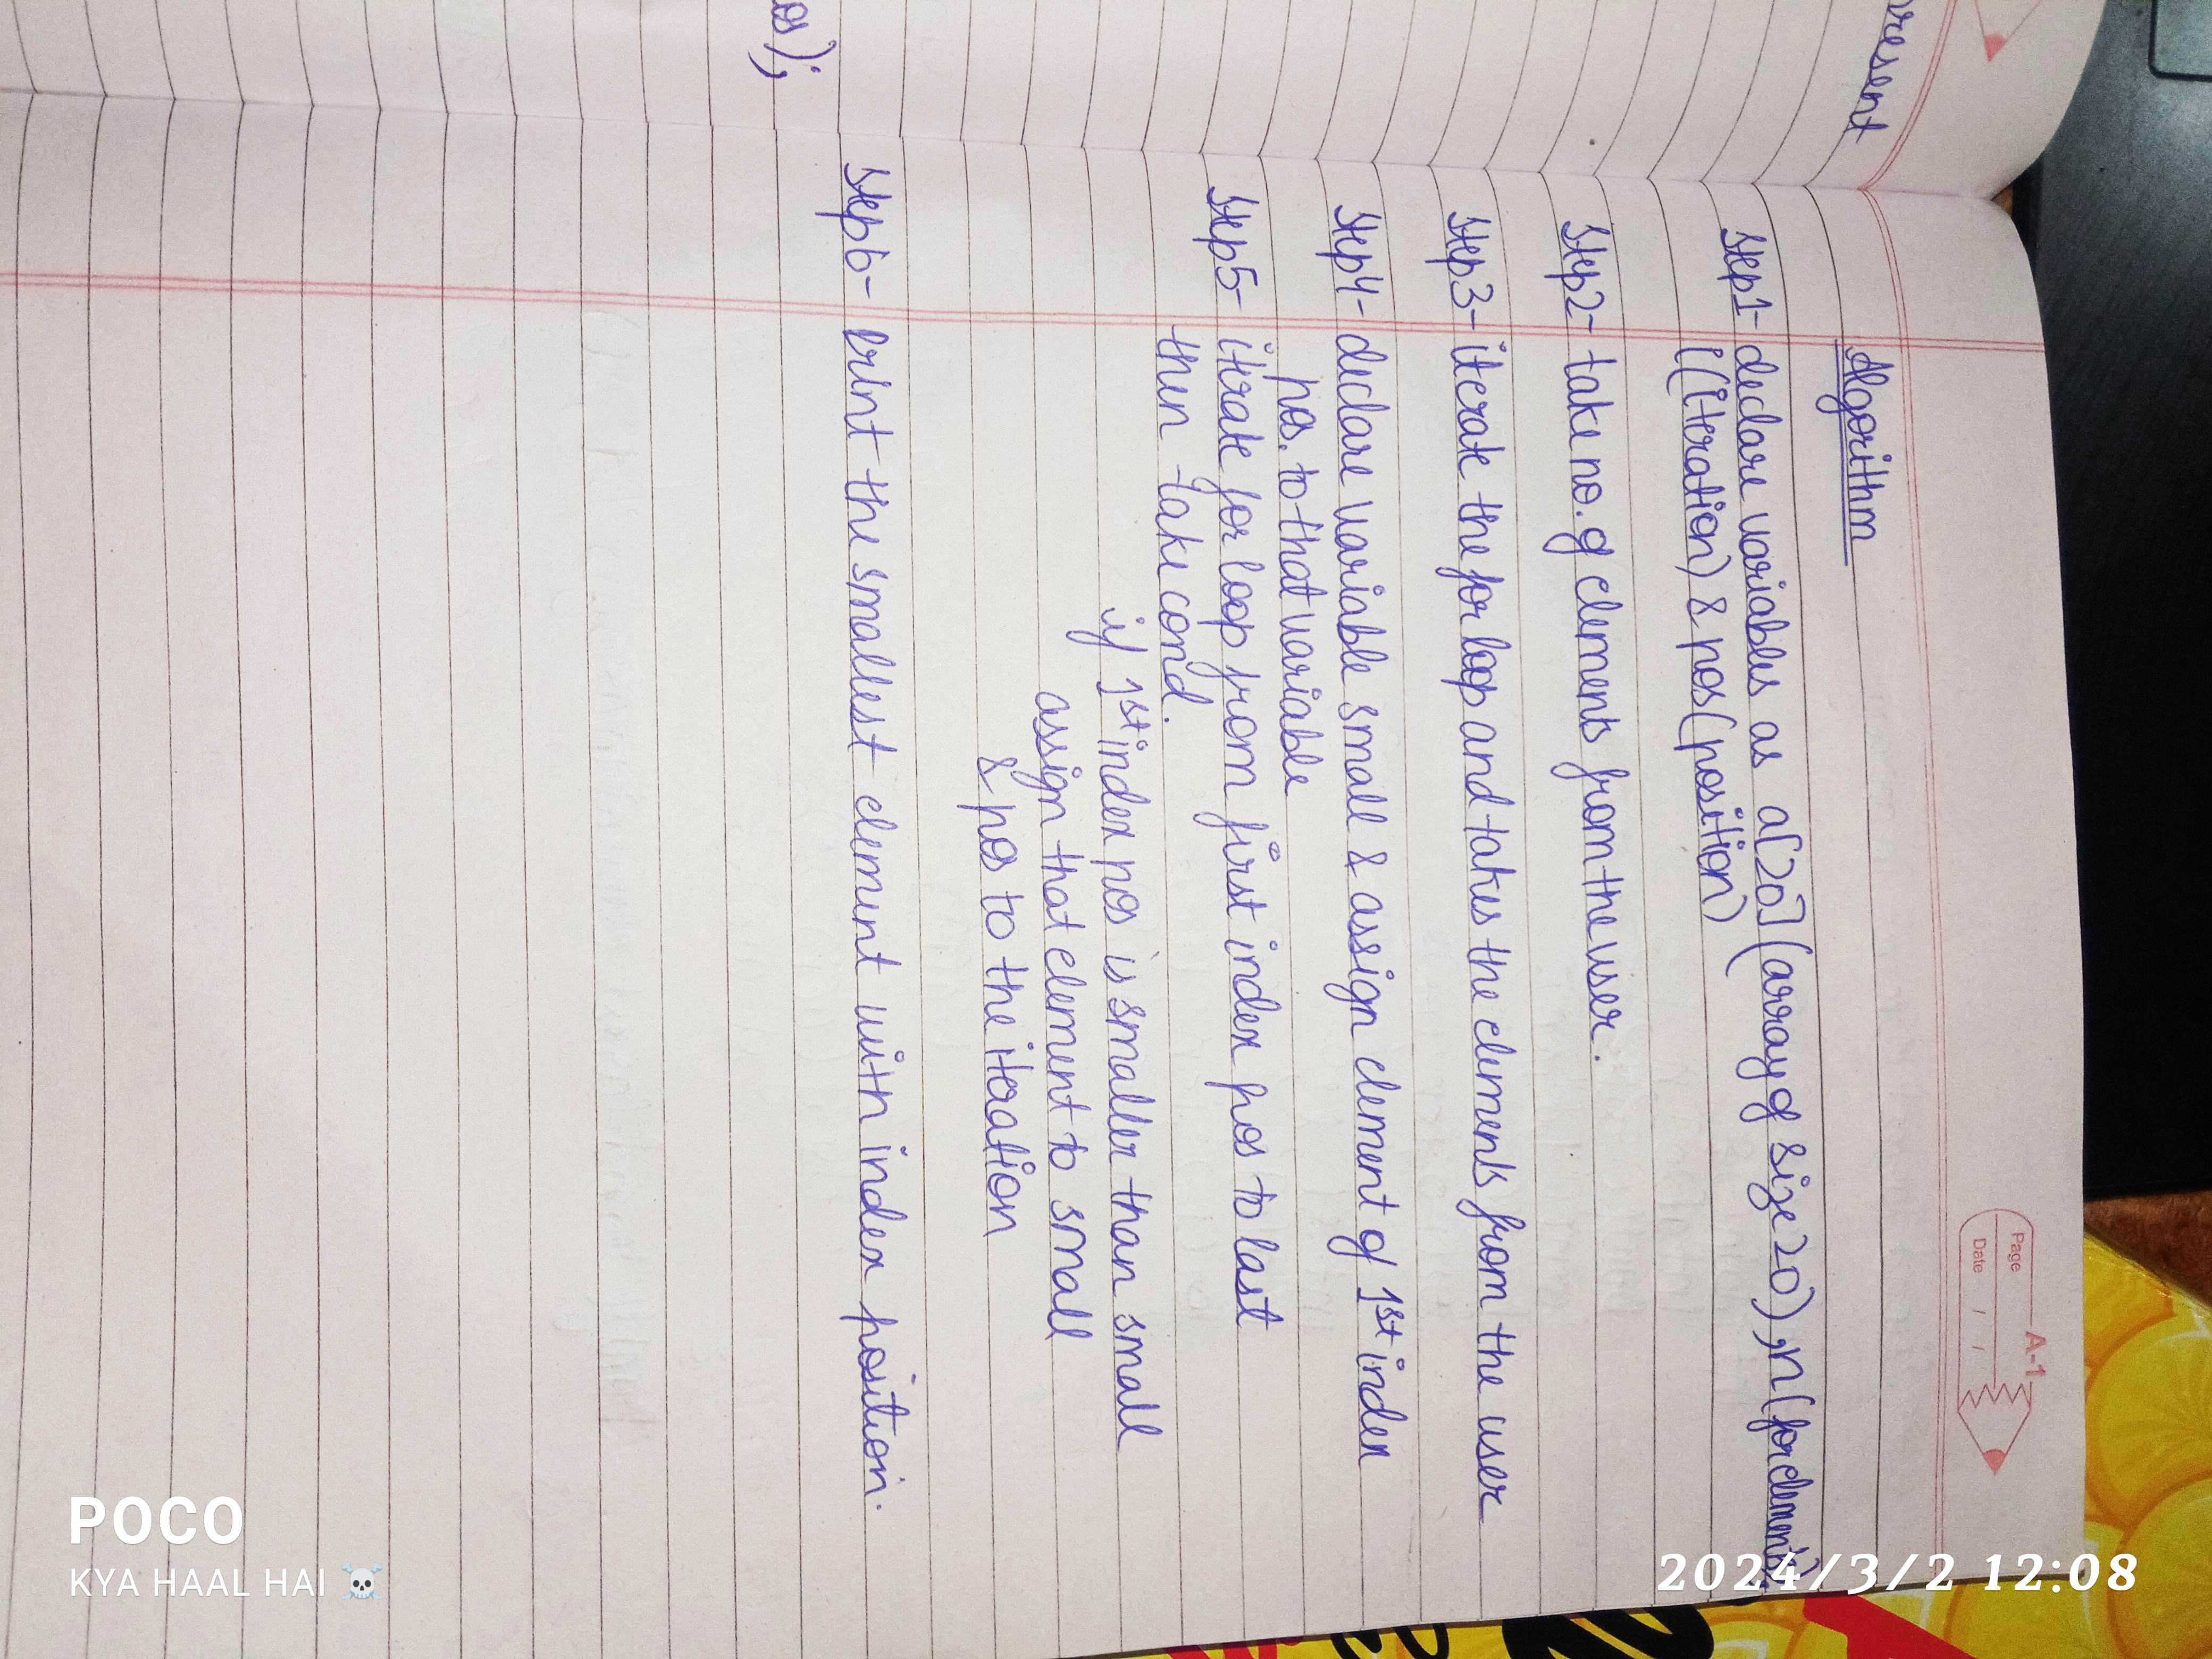 present
os);
A-1
Page
Date / /
Algorithm
Step1- declare variables as a[20] (array of size 20), n(for elements),
i(iteration) & pos(position)
Step2- take no. of elements from the user.
Step3- iterate the for loop and takes the elements from the user
Step4- declare variable small & assign element of 1st index
pos. to that variable
Step5- itrate for loop from first index pos to last
then take cond.
if 1st index pos is smaller than small
assign that element to small
& pos to the iteration
Step6- print the smallest element with index position.
POCO
KYA HAAL HAI ☠
2024/3/2 12:08